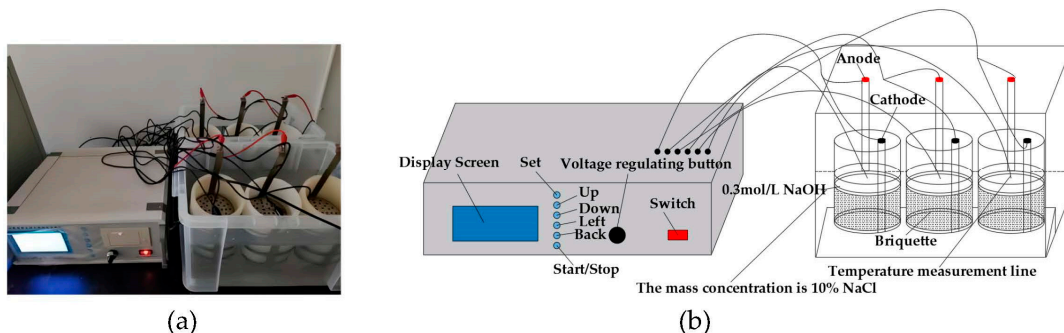 Anode
Cathode
Display Screen
Set
Voltage regulating button
Up
Down
Left
Back
Switch
0.3mol/L NaOH
Start/Stop
Briquette
Temperature measurement line
The mass concentration is 10% NaCl
(a)
(b)